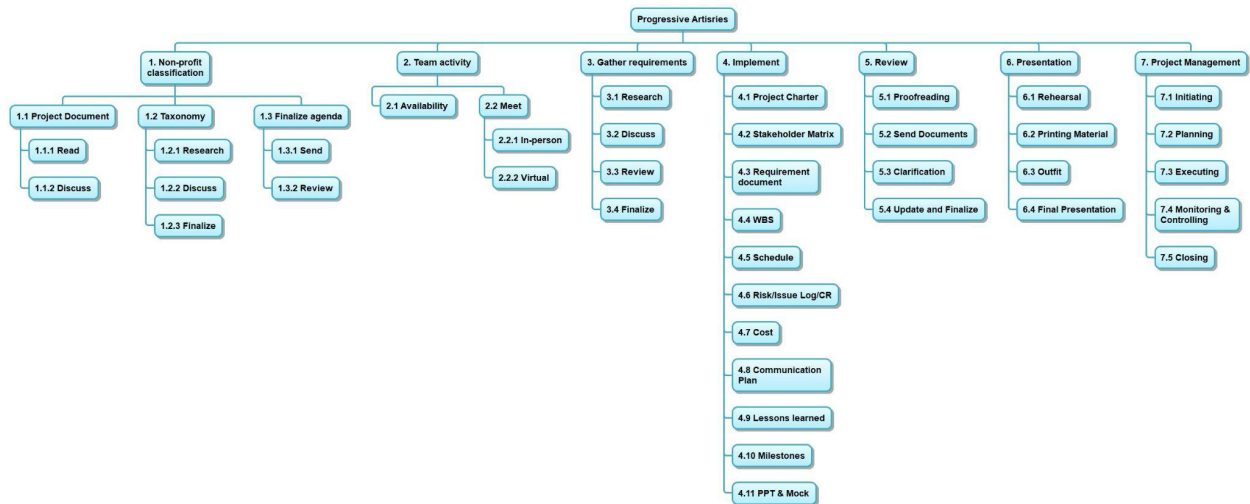 Progressive Artisries
1. Non-profit
classification
2. Team activity
3. Gather requirements
4. Implement
5. Review
6. Presentation
7. Project Management
1.1 Project Document
1.1.1 Read
1.1.2 Discuss
1.2 Taxonomy
1.2.1 Research
1.2.2 Discuss
1.2.3 Finalize
1.3 Finalize agenda
1.3.1 Send
1.3.2 Review
2.1 Availability
2.2 Meet
2.2.1 In-person
2.2.2 Virtual
3.1 Research
3.2 Discuss
3.3 Review
3.4 Finalize
4.1 Project Charter
4.2 Stakeholder Matrix
4.3 Requirement
document
4.4 WBS
4.5 Schedule
4.6 Risk/Issue Log/CR
4.7 Cost
4.8 Communication
Plan
4.9 Lessons learned
4.10 Milestones
4.11 PPT & Mock
5.1 Proofreading
5.2 Send Documents
5.3 Clarification
5.4 Update and Finalize
6.1 Rehearsal
6.2 Printing Material
6.3 Outfit
6.4 Final Presentation
7.1 Initiating
7.2 Planning
7.3 Executing
7.4 Monitoring &
Controlling
7.5 Closing